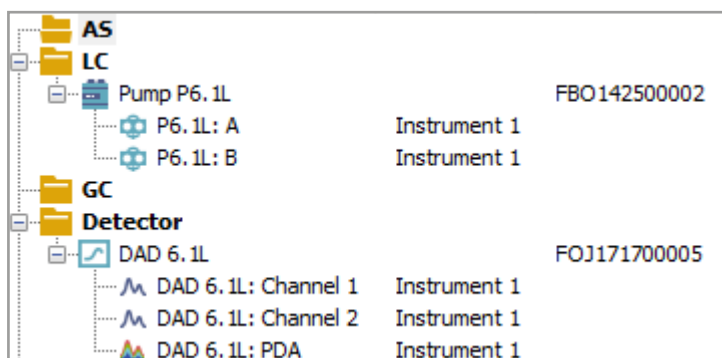 AS
LC
Pump P6.1L FBO142500002
P6.1L: A Instrument 1
P6.1L: B Instrument 1
GC
Detector
DAD 6.1L FOJ171700005
DAD 6.1L: Channel 1 Instrument 1
DAD 6.1L: Channel 2 Instrument 1
DAD 6.1L: PDA Instrument 1